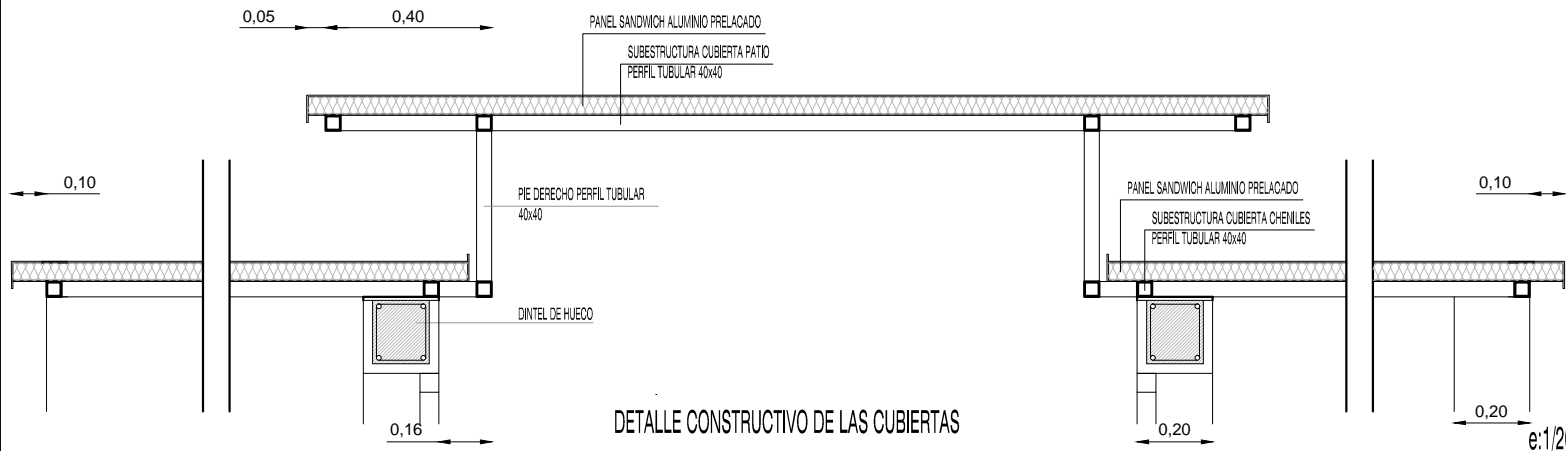 0,05
0,40
PANEL SANDWICH ALUMINIO PRELACADO
SUBESTRUCTURA CUBIERTA PATIO
PERFIL TUBULAR 40x40
0,10
PIE DERECHO PERFIL TUBULAR
40x40
PANEL SANDWICH ALUMINIO PRELACADO
0,10
SUBESTRUCTURA CUBIERTA CHENILES
PERFIL TUBULAR 40x40
DINTEL DE HUECO
0,16
DETALLE CONSTRUCTIVO DE LAS CUBIERTAS
0,20
0,20